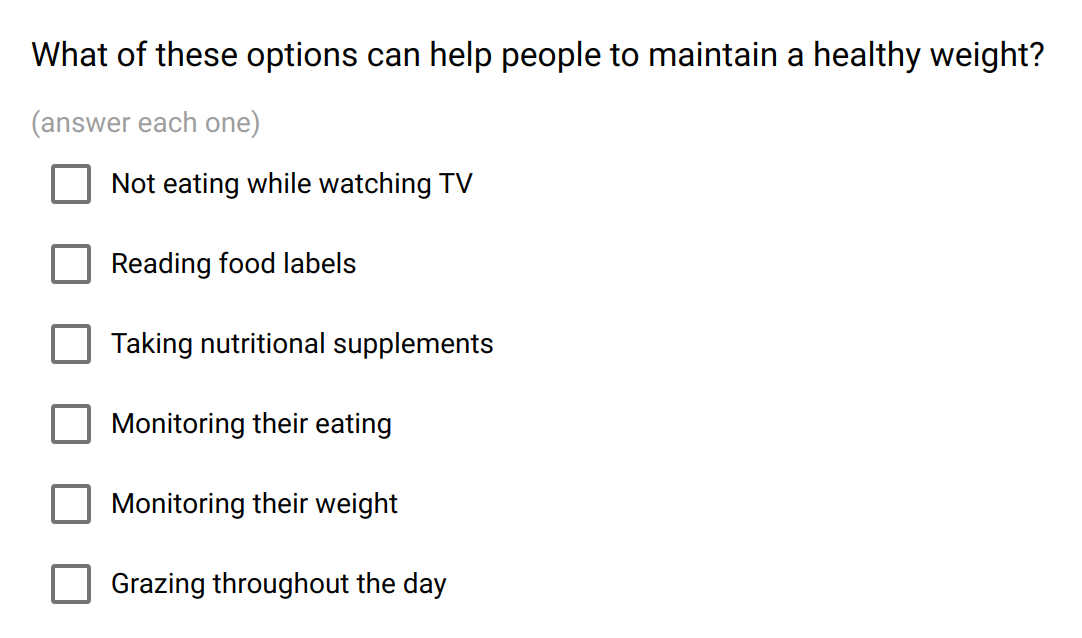 What of these options can help people to maintain a healthy weight?
(answer each one)
Not eating while watching TV
Reading food labels
Taking nutritional supplements
Monitoring their eating
Monitoring their weight
Grazing throughout the day